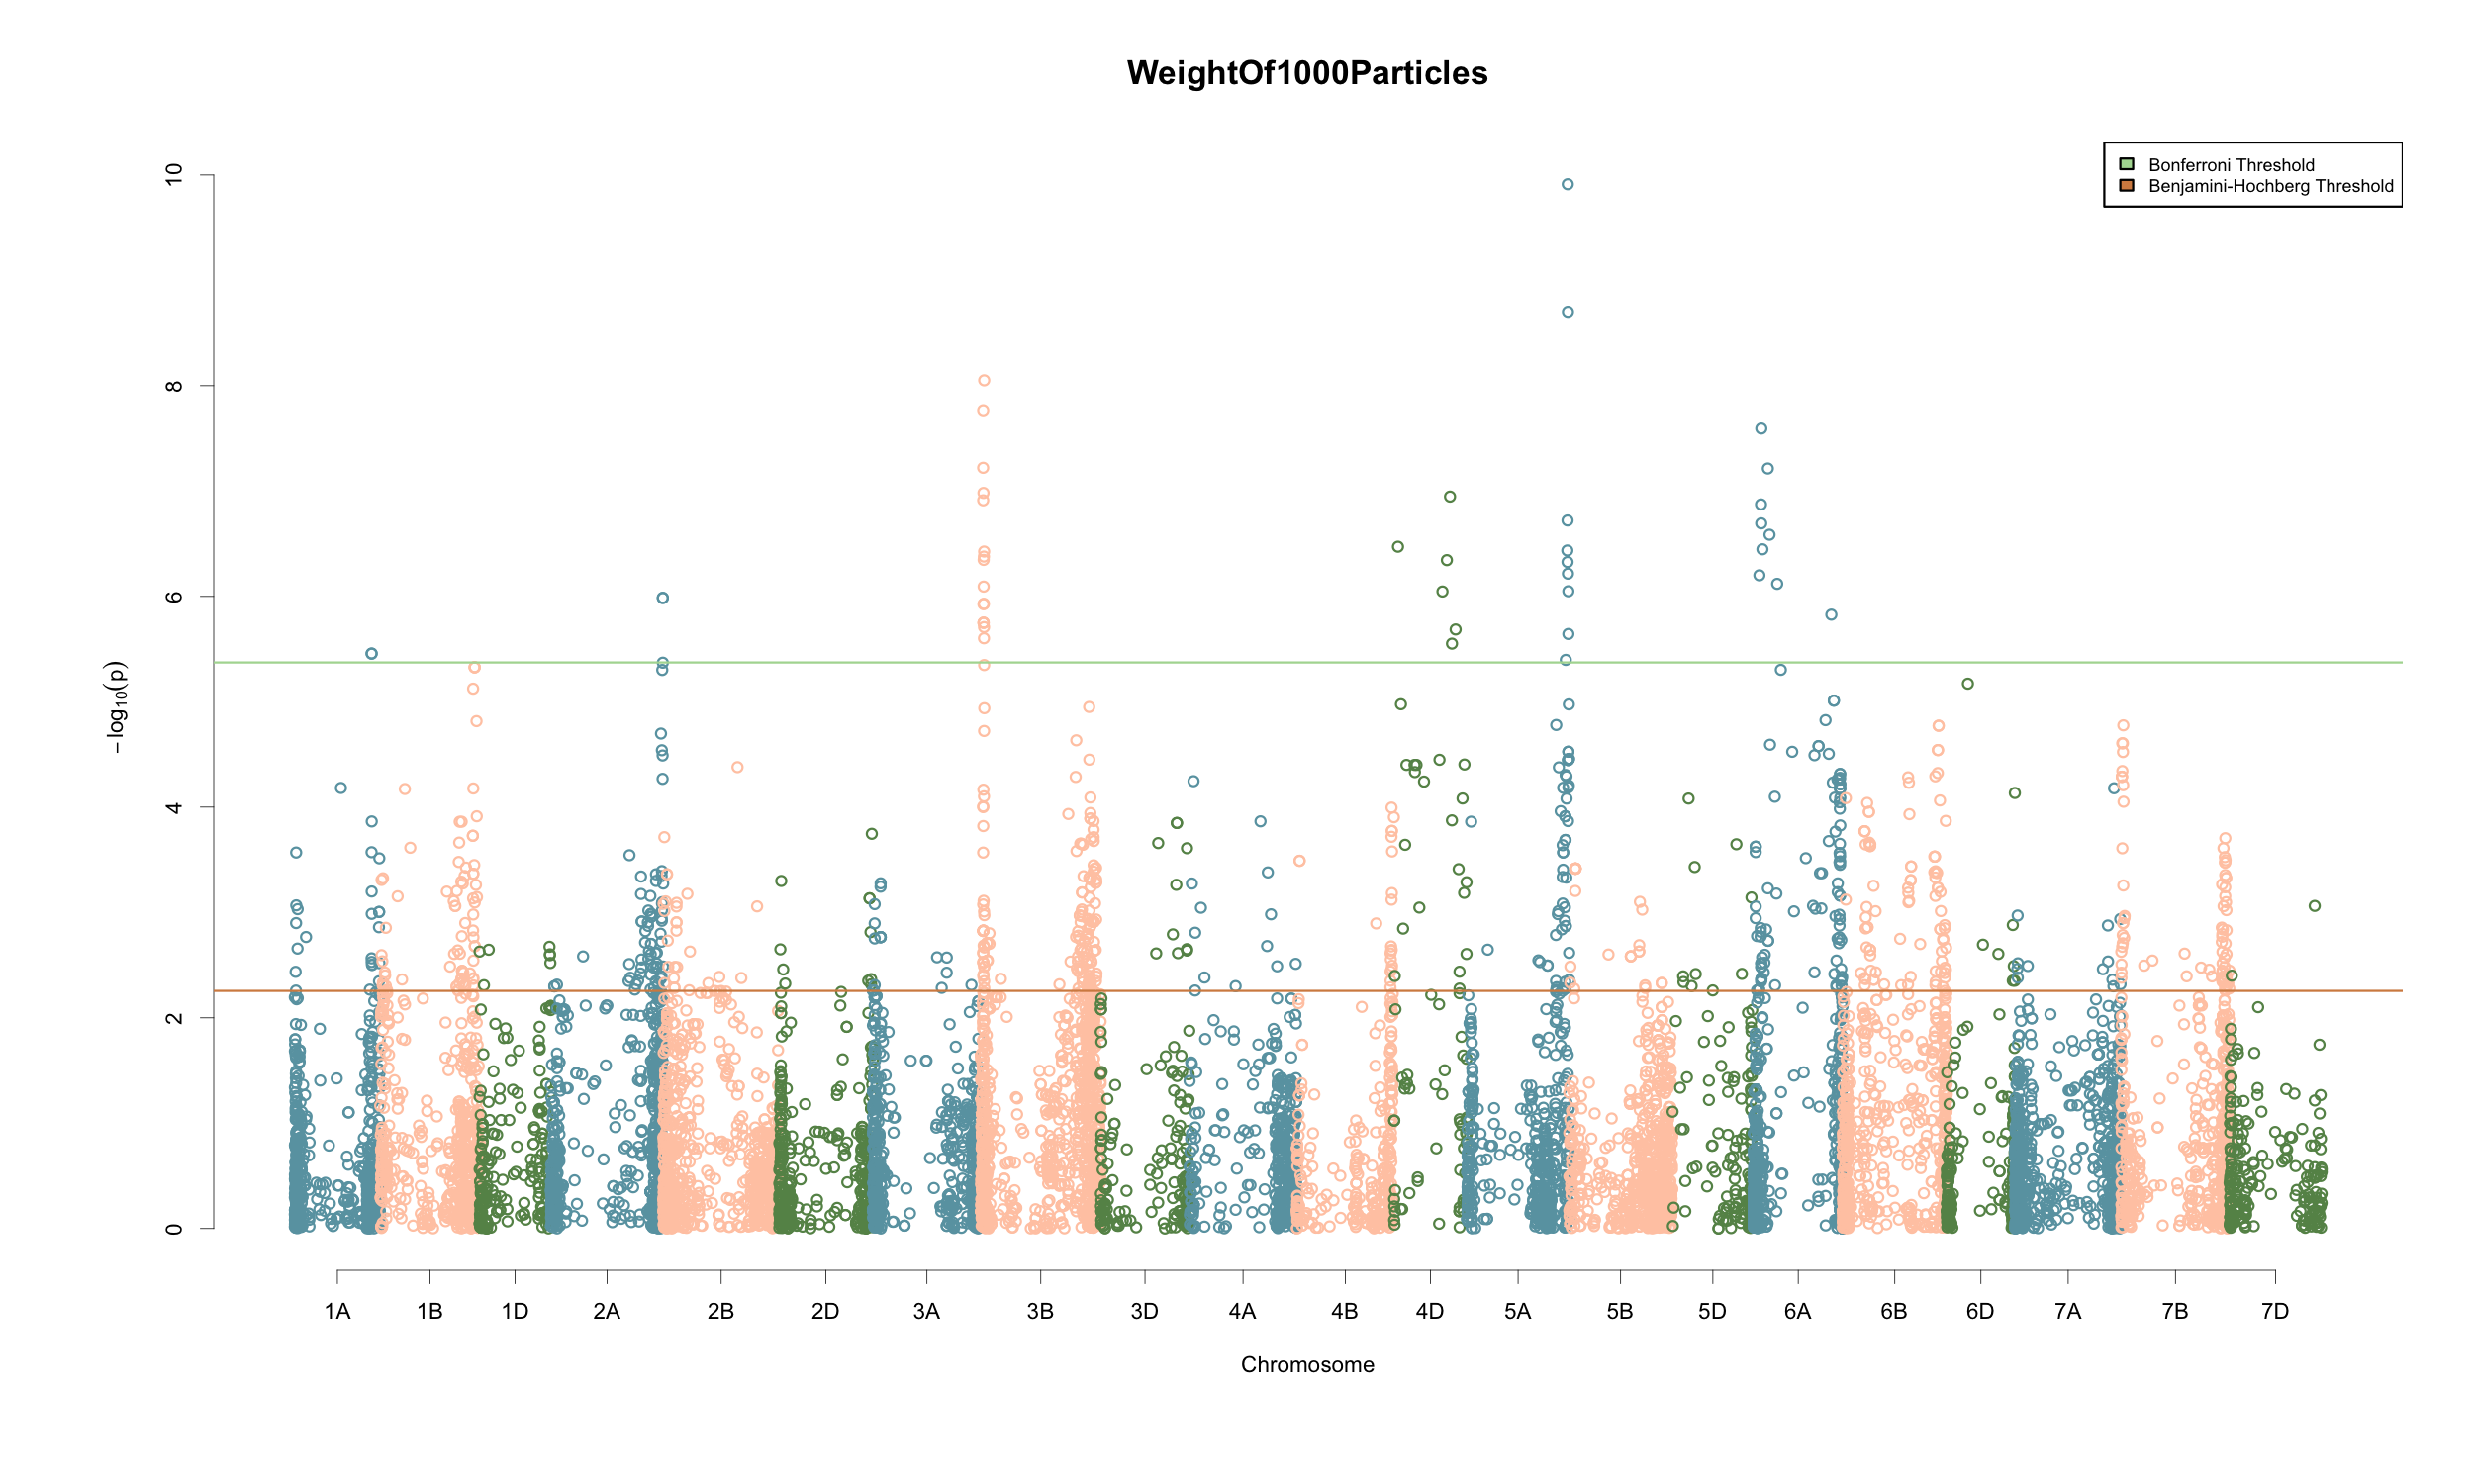 WeightOf1000Particles
Bonferroni Threshold
Benjamini-Hochberg Threshold
10
8
6
4
2
0
−log10(p)
1A 1B 1D 2A 2B 2D 3A 3B 3D 4A 4B 4D 5A 5B 5D 6A 6B 6D 7A 7B 7D
Chromosome